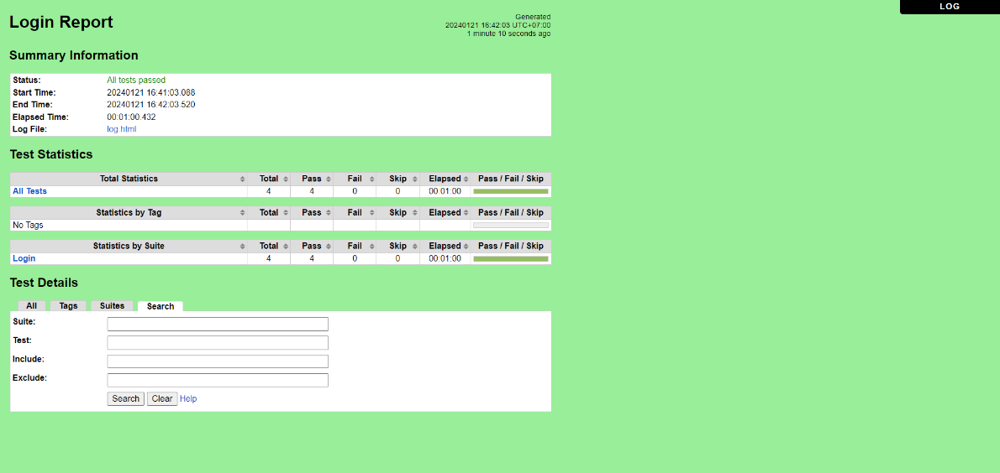 LOG
Login Report
Generated
20240121 16:42:03 UTC+07:00
1 minute 10 seconds ago
Summary Information
Status: All tests passed
Start Time: 20240121 16:41:03.088
End Time: 20240121 16:42:03.520
Elapsed Time: 00:01:00.432
Log File: log html
Test Statistics
Total Statistics Total Pass Fail Skip Elapsed Pass / Fail / Skip
All Tests 4 4 0 0 00:01:00
Statistics by Tag Total Pass Fail Skip Elapsed Pass / Fail / Skip
No Tags
Statistics by Suite Total Pass Fail Skip Elapsed Pass / Fail / Skip
Login 4 4 0 0 00:01:00
Test Details
All Tags Suites Search
Suite:
Test:
Include:
Exclude:
Search Clear Help